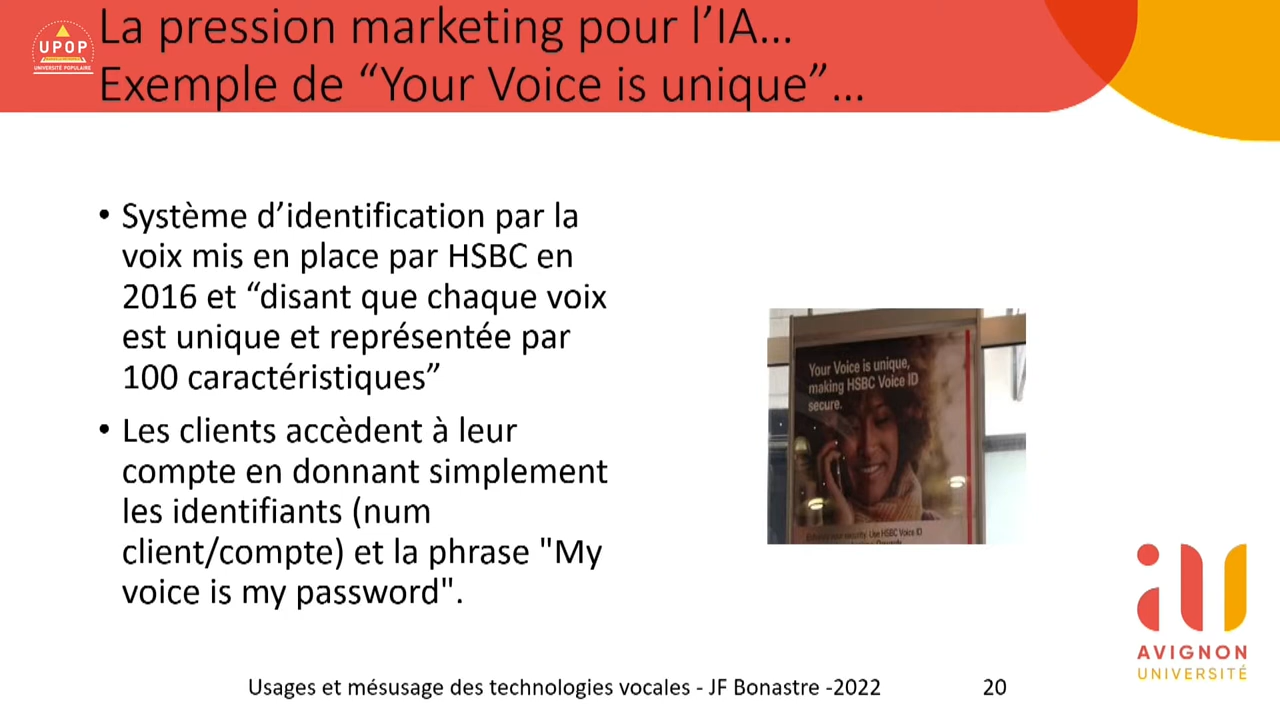 La pression marketing pour l’IA…
Exemple de “Your Voice is unique”…
UPOP
UNIVERSITÉ POPULAIRE
• Système d’identification par la
voix mis en place par HSBC en
2016 et “disant que chaque voix
est unique et représentée par
100 caractéristiques”
• Les clients accèdent à leur
compte en donnant simplement
les identifiants (num
client/compte) et la phrase "My
voice is my password".
Your Voice is unique,
making HSBC Voice ID
secure.
your security. Use HSBC Voice ID
AVIGNON
UNIVERSITÉ
Usages et mésusage des technologies vocales - JF Bonastre -2022
20